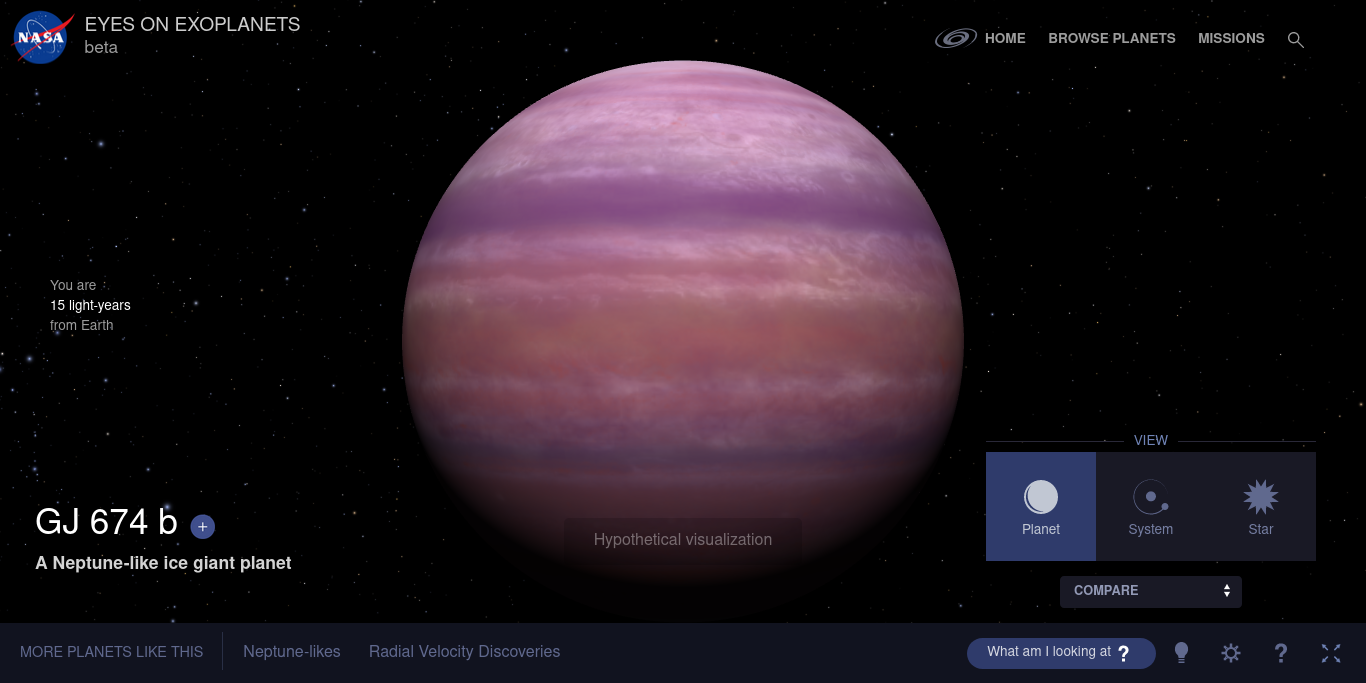 NASA
EYES ON EXOPLANETS
beta
HOME
BROWSE PLANETS
MISSIONS
You are
15 light-years
from Earth
VIEW
Planet
System
Star
GJ 674 b +
A Neptune-like ice giant planet
Hypothetical visualization
COMPARE
MORE PLANETS LIKE THIS
Neptune-likes
Radial Velocity Discoveries
What am I looking at ?
?